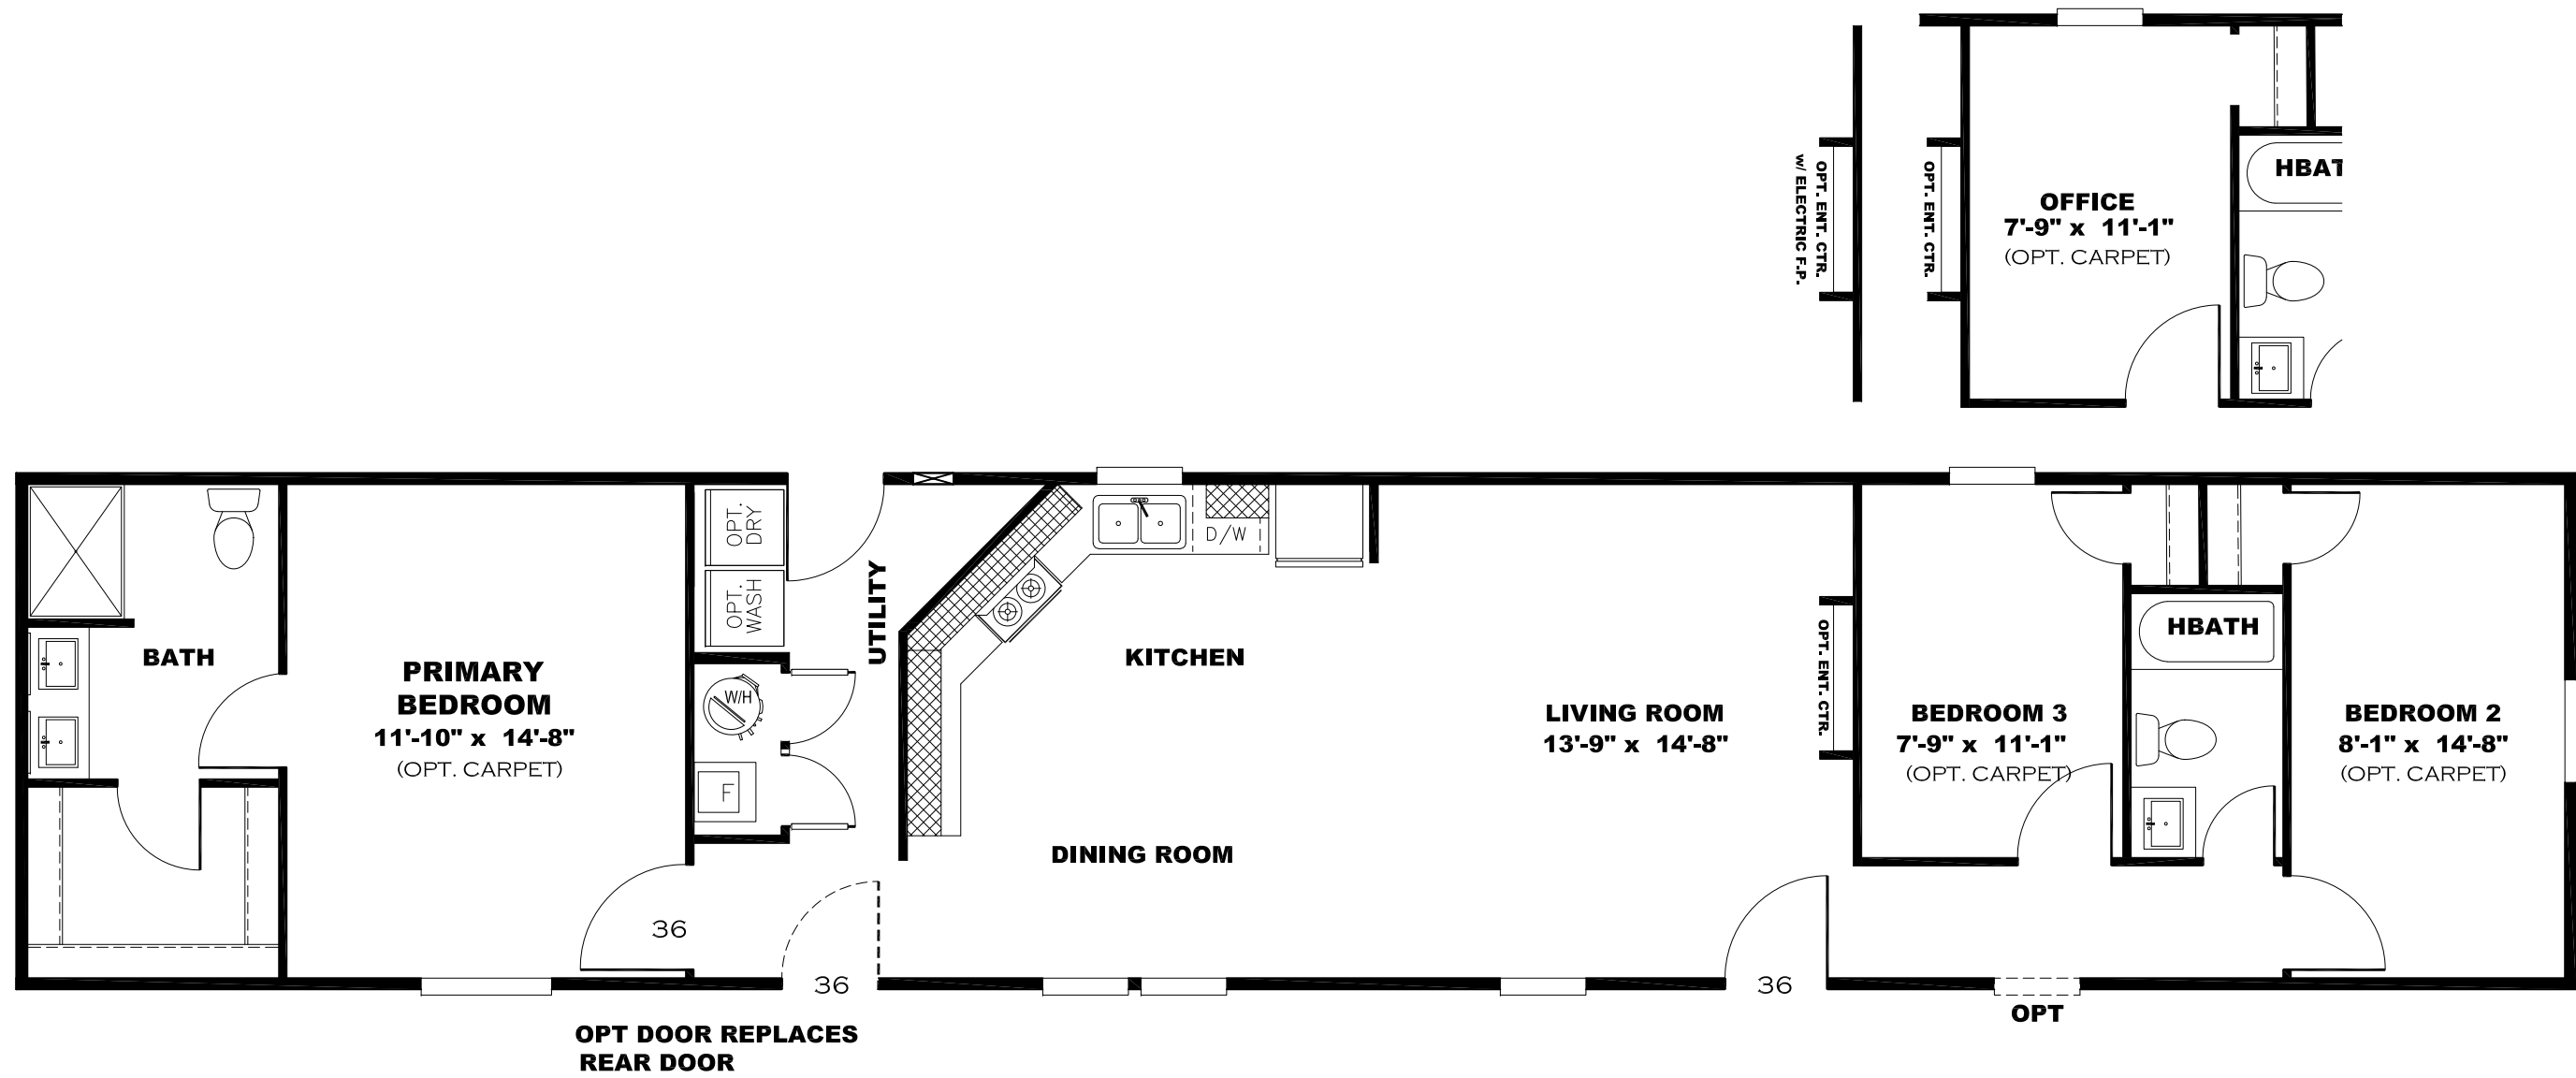 w/ ELECTRIC F.P.
OPT. ENT. CTR.
OPT. ENT. CTR.
OFFICE
7'-9" x 11'-1"
(OPT. CARPET)
HBAT
BATH
PRIMARY
BEDROOM
11'-10" x 14'-8"
(OPT. CARPET)
36
OPT.
DRY
OPT.
WASH
W/H
F
UTILITY
36
OPT DOOR REPLACES
REAR DOOR
D/W
KITCHEN
DINING ROOM
LIVING ROOM
13'-9" x 14'-8"
OPT. ENT. CTR.
36
BEDROOM 3
7'-9" x 11'-1"
(OPT. CARPET)
HBATH
BEDROOM 2
8'-1" x 14'-8"
(OPT. CARPET)
OPT